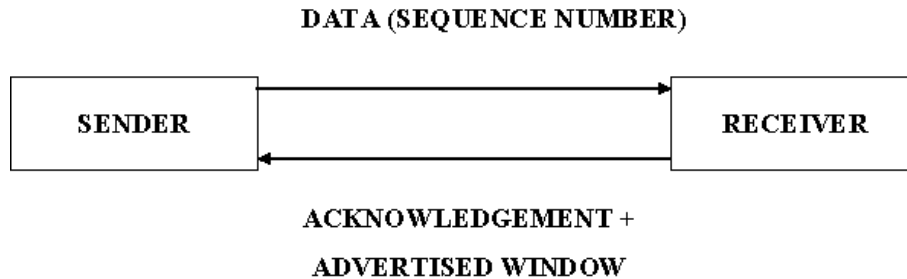 DATA (SEQUENCE NUMBER)
SENDER
RECEIVER
ACKNOWLEDGEMENT +
ADVERTISED WINDOW